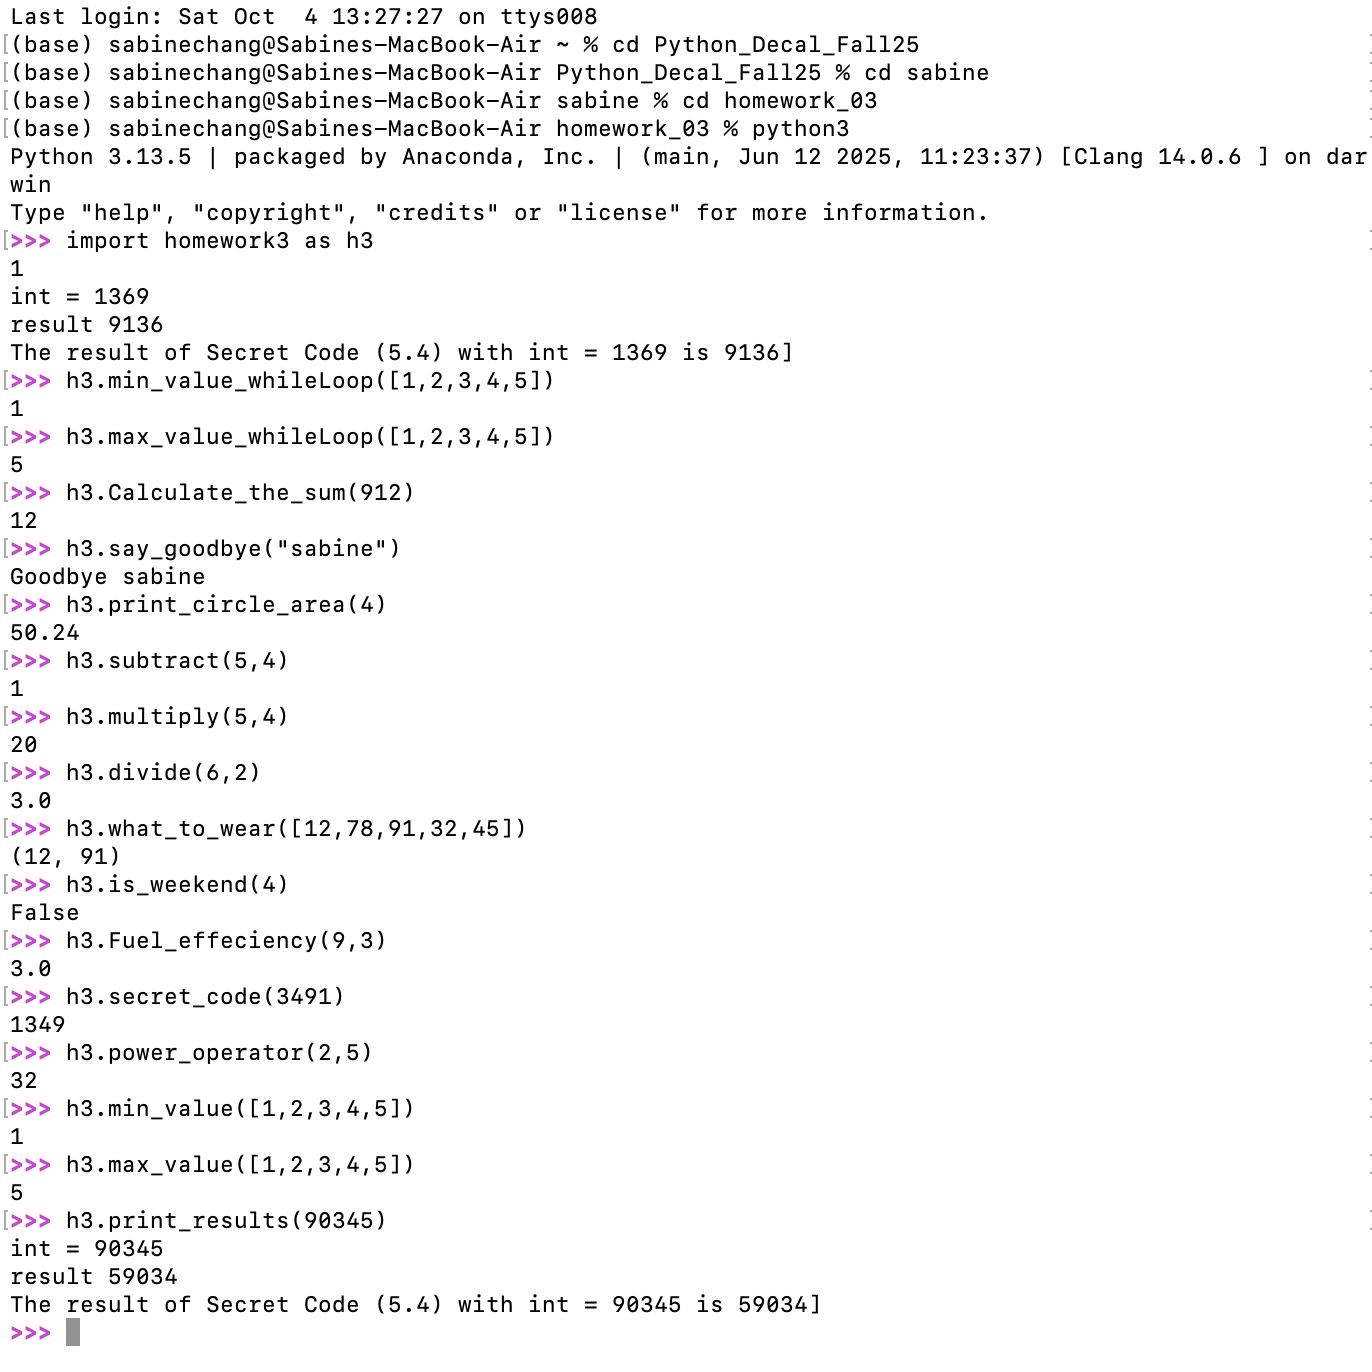 Last login: Sat Oct  4 13:27:27 on ttys008
[(base) sabinechang@Sabines-MacBook-Air ~ % cd Python_Decal_Fall25
[(base) sabinechang@Sabines-MacBook-Air Python_Decal_Fall25 % cd sabine
[(base) sabinechang@Sabines-MacBook-Air sabine % cd homework_03
[(base) sabinechang@Sabines-MacBook-Air homework_03 % python3
Python 3.13.5 | packaged by Anaconda, Inc. | (main, Jun 12 2025, 11:23:37) [Clang 14.0.6 ] on dar
win
Type "help", "copyright", "credits" or "license" for more information.
[>>> import homework3 as h3
1
int = 1369
result 9136
The result of Secret Code (5.4) with int = 1369 is 9136]
[>>> h3.min_value_whileLoop([1,2,3,4,5])
1
[>>> h3.max_value_whileLoop([1,2,3,4,5])
5
[>>> h3.Calculate_the_sum(912)
12
[>>> h3.say_goodbye("sabine")
Goodbye sabine
[>>> h3.print_circle_area(4)
50.24
[>>> h3.subtract(5,4)
1
[>>> h3.multiply(5,4)
20
[>>> h3.divide(6,2)
3.0
[>>> h3.what_to_wear([12,78,91,32,45])
(12, 91)
[>>> h3.is_weekend(4)
False
[>>> h3.Fuel_effeciency(9,3)
3.0
[>>> h3.secret_code(3491)
1349
[>>> h3.power_operator(2,5)
32
[>>> h3.min_value([1,2,3,4,5])
1
[>>> h3.max_value([1,2,3,4,5])
5
[>>> h3.print_results(90345)
int = 90345
result 59034
The result of Secret Code (5.4) with int = 90345 is 59034]
>>>